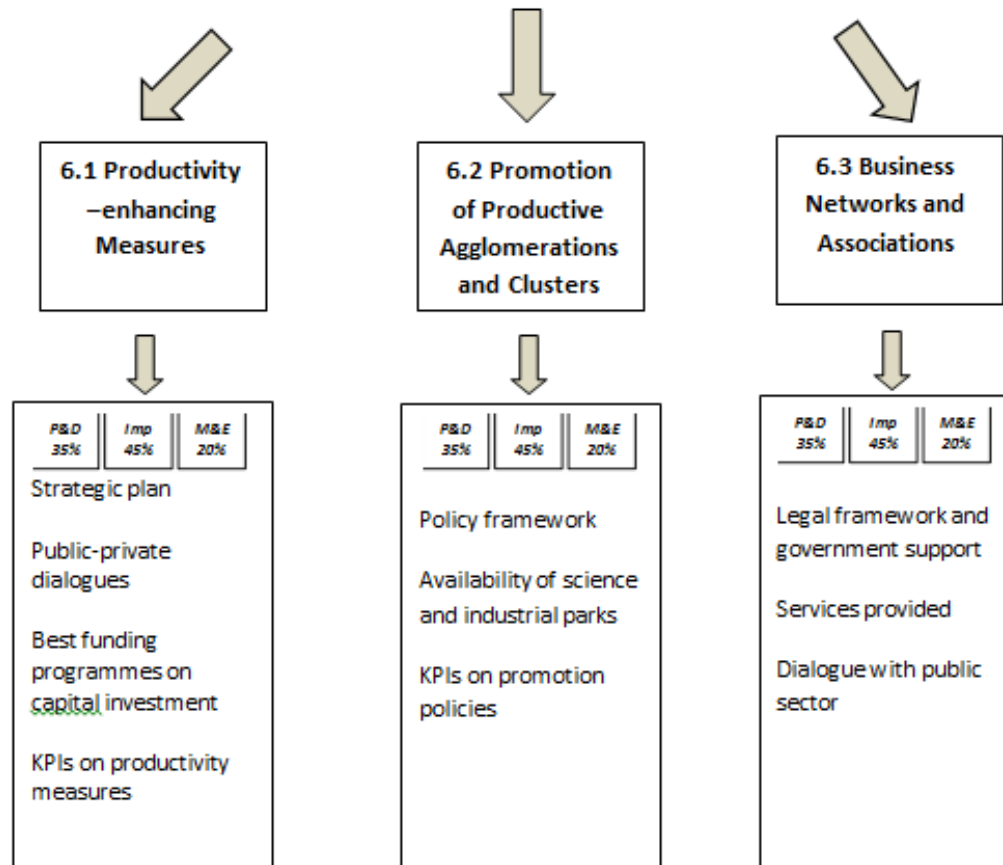 6.1 Productivity
–enhancing
Measures
6.2 Promotion
of Productive
Agglomerations
and Clusters
6.3 Business
Networks and
Associations
P&D
35%
Imp
45%
M&E
20%
Strategic plan
Public-private
dialogues
Best funding
programmes on
capital investment
KPIs on productivity
measures
P&D
35%
Imp
45%
M&E
20%
Policy framework
Availability of science
and industrial parks
KPIs on promotion
policies
P&D
35%
Imp
45%
M&E
20%
Legal framework and
government support
Services provided
Dialogue with public
sector